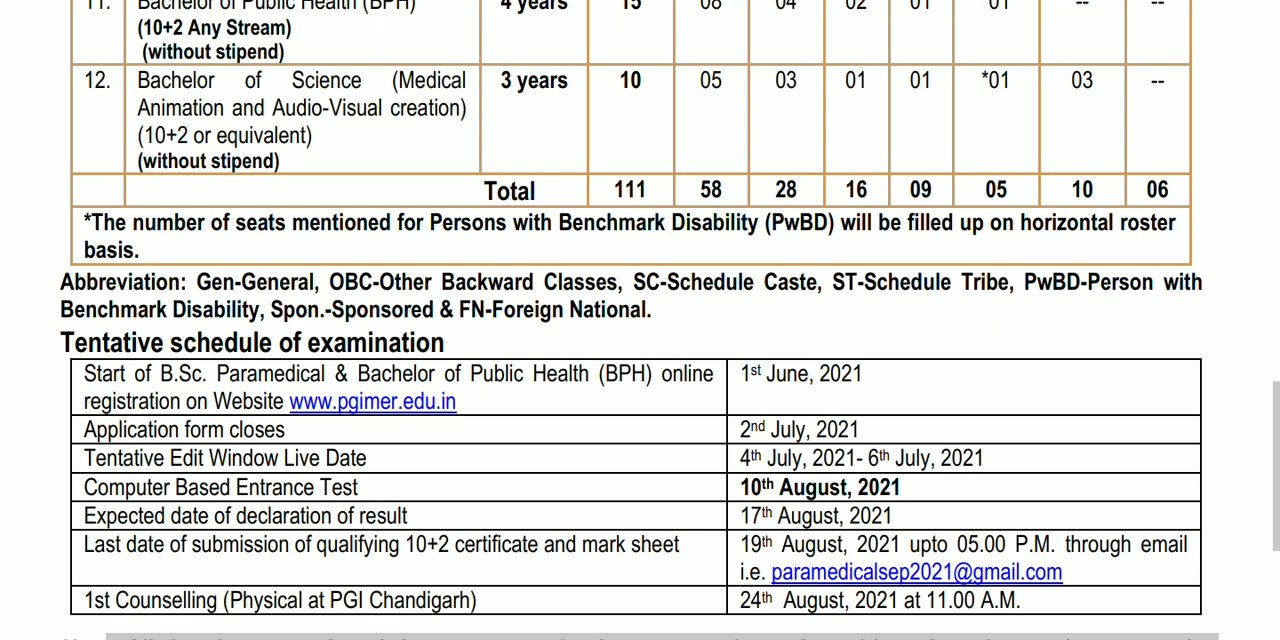 11. Bachelor of Public Health (BPH) 4 years 15 08 04 02 01 01 -- --
(10+2 Any Stream)
(without stipend)
12. Bachelor of Science (Medical 3 years 10 05 03 01 01 *01 03 --
Animation and Audio-Visual creation)
(10+2 or equivalent)
(without stipend)
Total 111 58 28 16 09 05 10 06
*The number of seats mentioned for Persons with Benchmark Disability (PwBD) will be filled up on horizontal roster
basis.
Abbreviation: Gen-General, OBC-Other Backward Classes, SC-Schedule Caste, ST-Schedule Tribe, PwBD-Person with
Benchmark Disability, Spon.-Sponsored & FN-Foreign National.
Tentative schedule of examination
Start of B.Sc. Paramedical & Bachelor of Public Health (BPH) online 1st June, 2021
registration on Website www.pgimer.edu.in
Application form closes 2nd July, 2021
Tentative Edit Window Live Date 4th July, 2021- 6th July, 2021
Computer Based Entrance Test 10th August, 2021
Expected date of declaration of result 17th August, 2021
Last date of submission of qualifying 10+2 certificate and mark sheet 19th August, 2021 upto 05.00 P.M. through email
i.e. paramedicalsep2021@gmail.com
1st Counselling (Physical at PGI Chandigarh) 24th August, 2021 at 11.00 A.M.